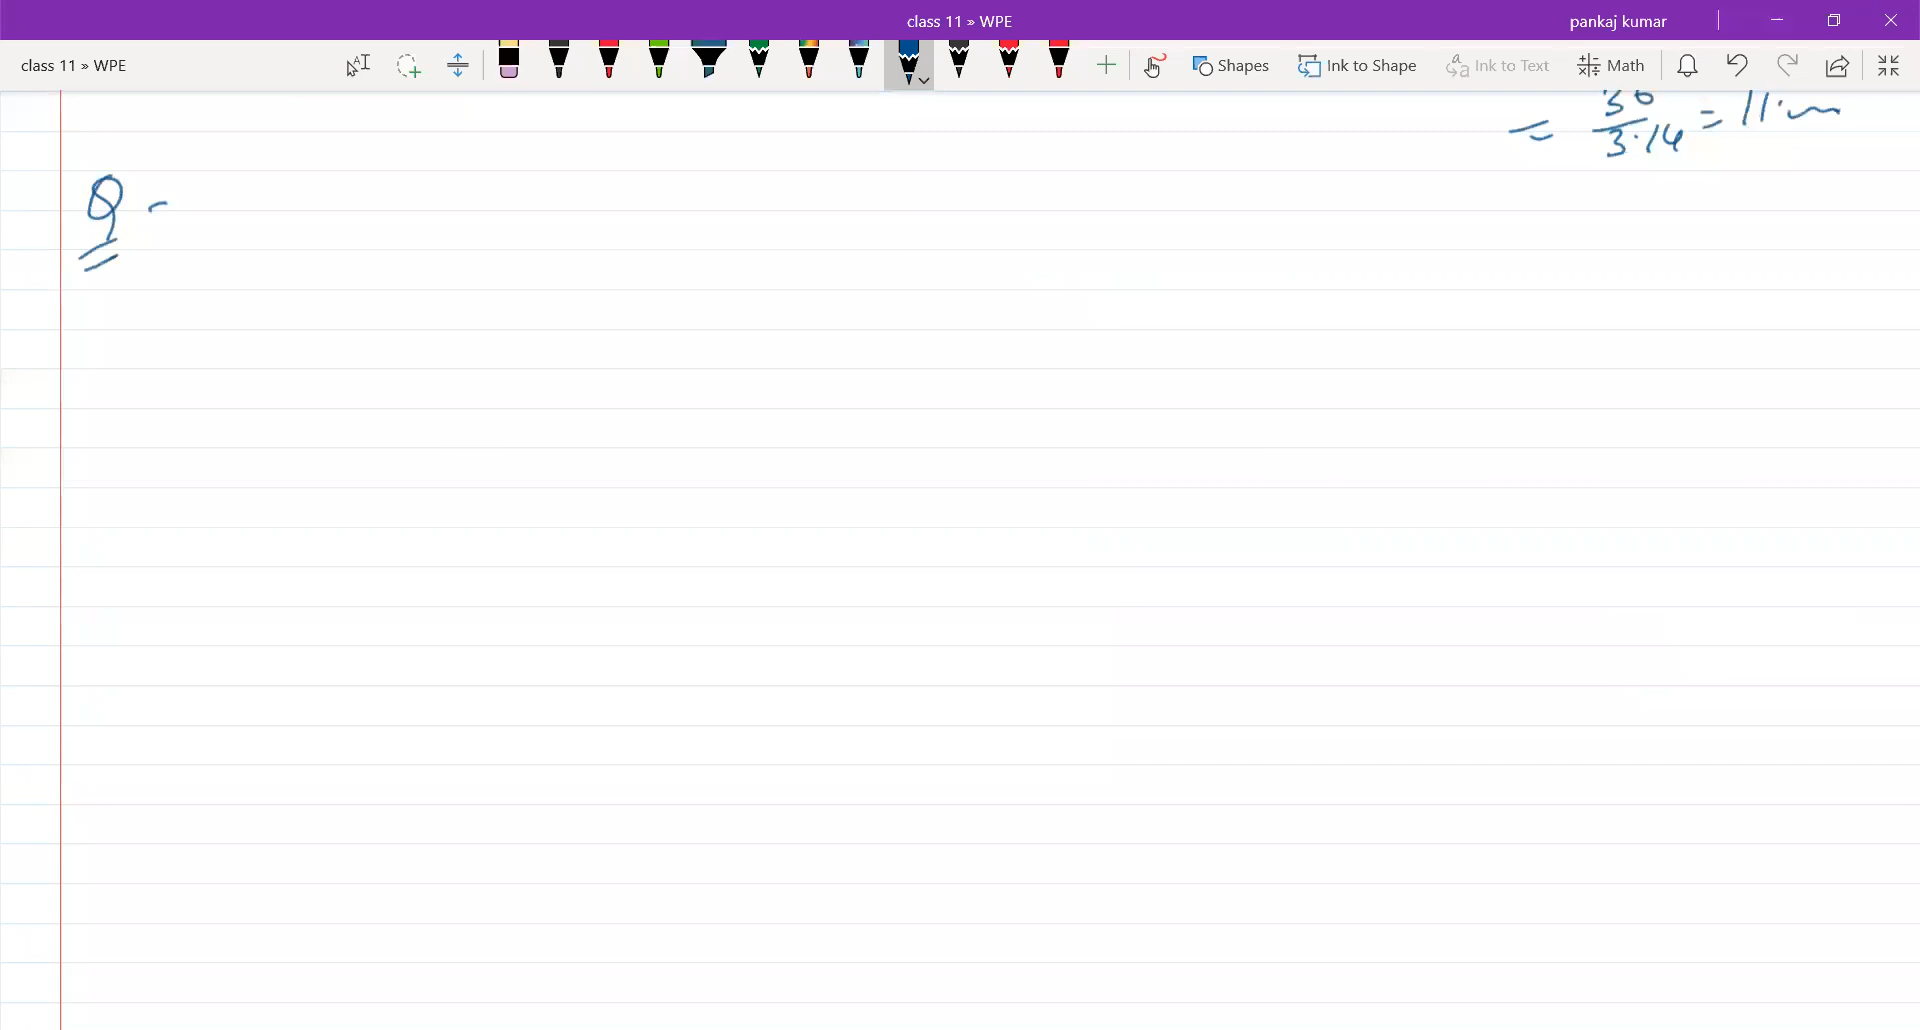 class 11 » WPE
pankaj kumar
class 11 » WPE
Shapes
Ink to Shape
Ink to Text
Math
= 36/3.14 = 11.
Q -